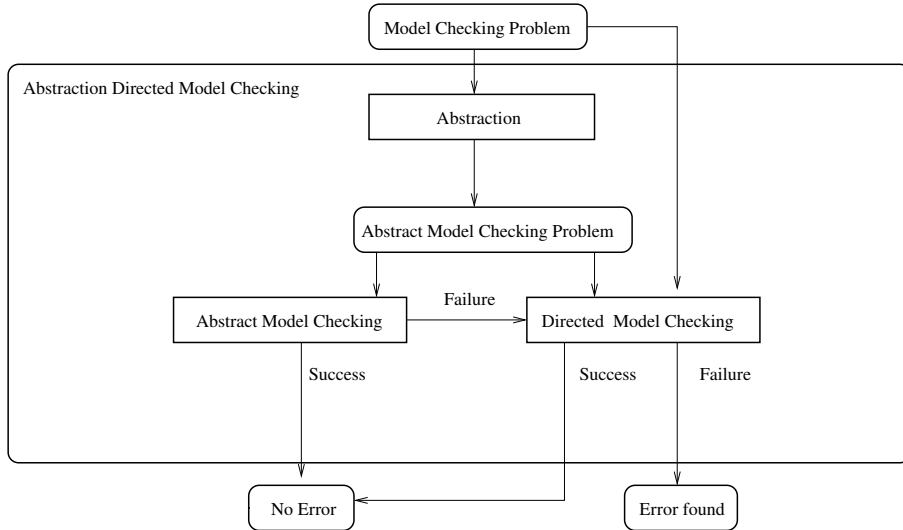 Model Checking Problem
Abstraction Directed Model Checking
Abstraction
Abstract Model Checking Problem
Failure
Abstract Model Checking
Directed Model Checking
Success
Success
Failure
No Error
Error found